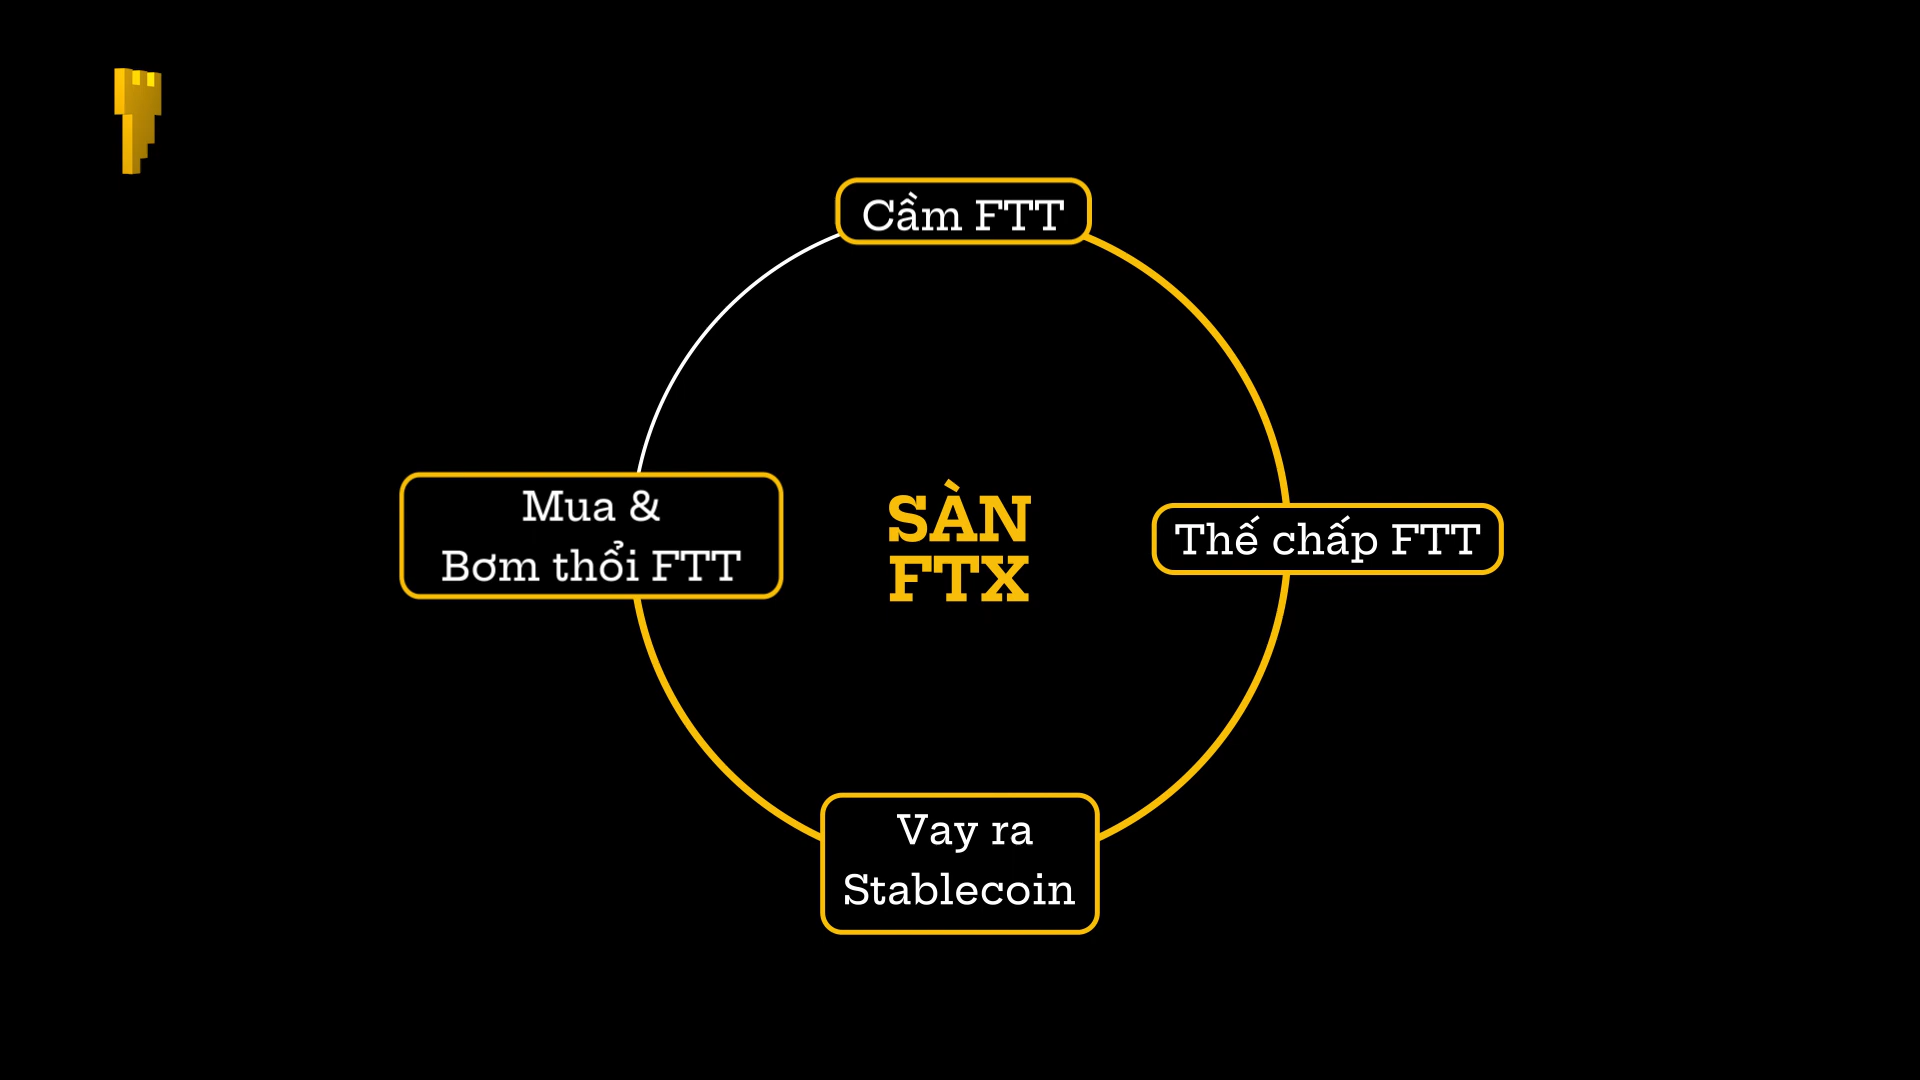 Cầm FTT
Mua &
Bơm thổi FTT
SÀN
FTX
Thế chấp FTT
Vay ra
Stablecoin